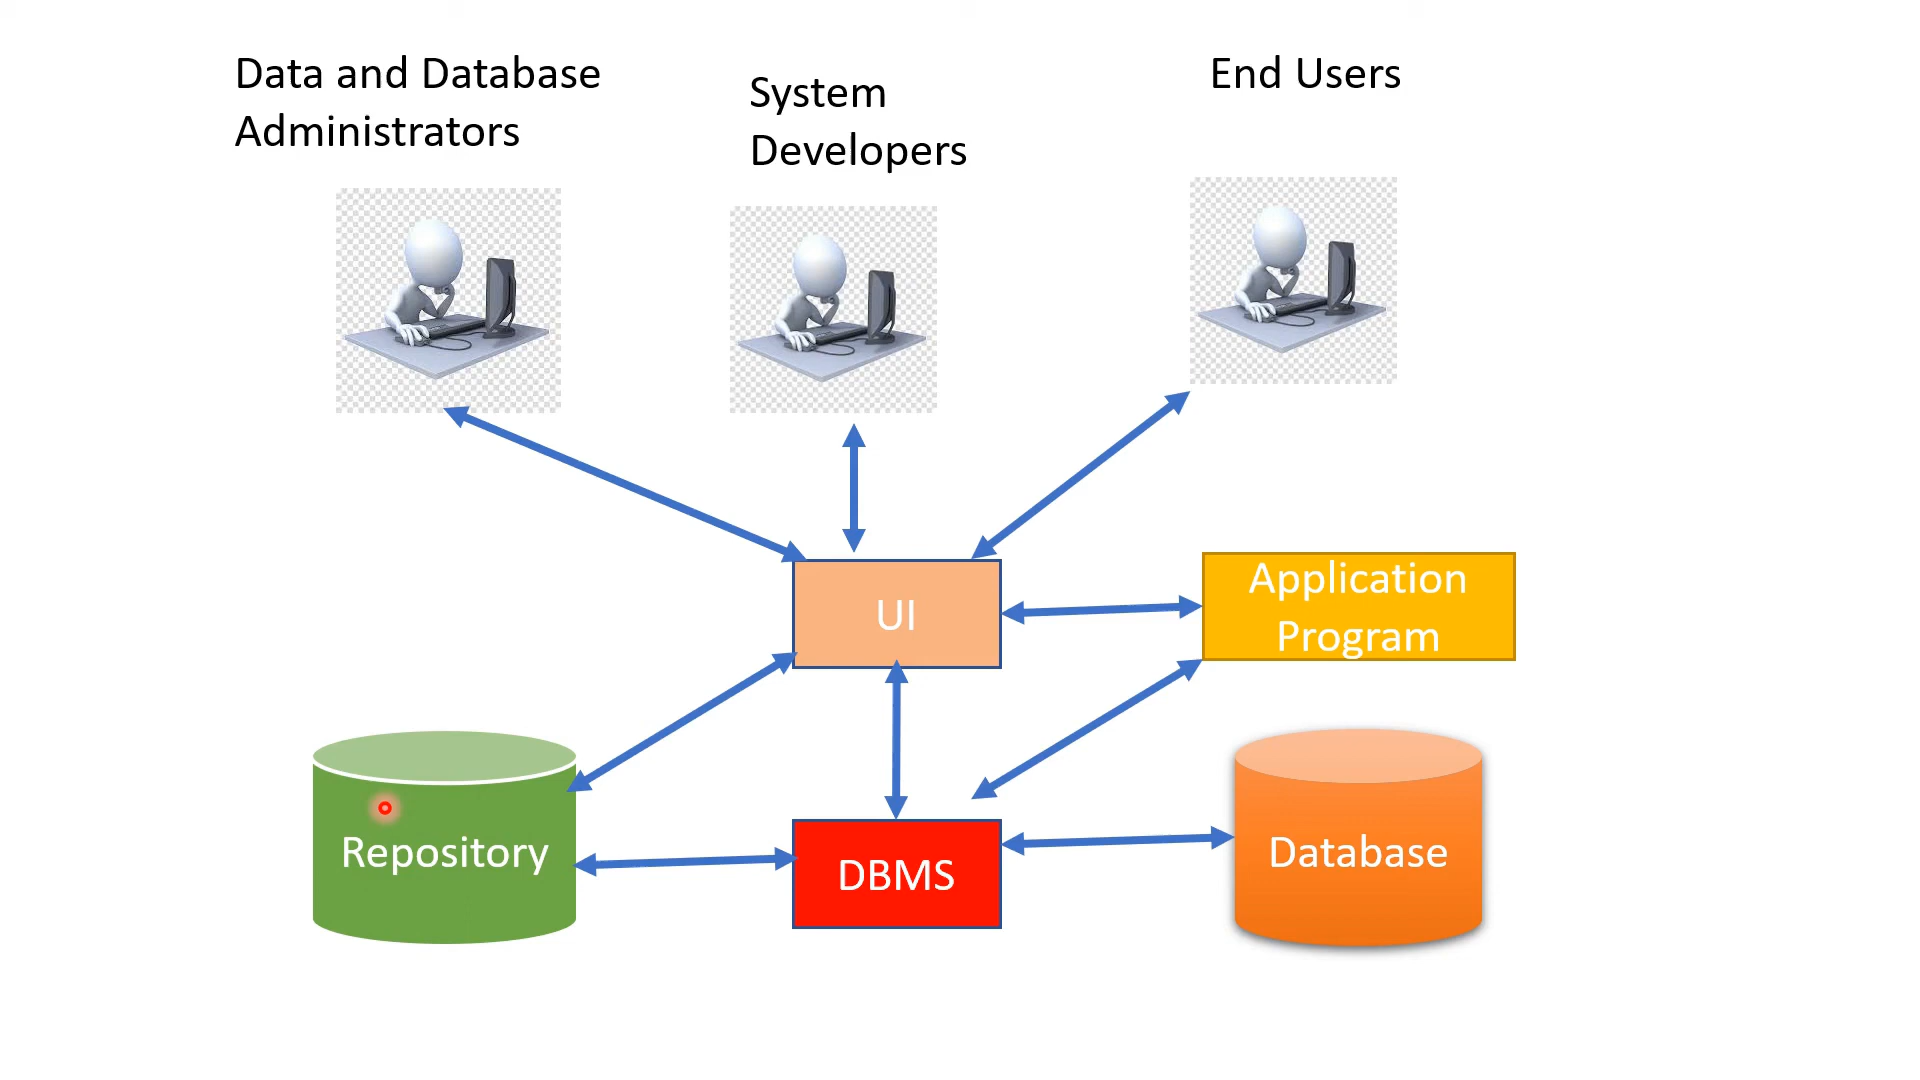 Data and Database
Administrators
System
Developers
End Users
UI
Application
Program
Repository
DBMS
Database